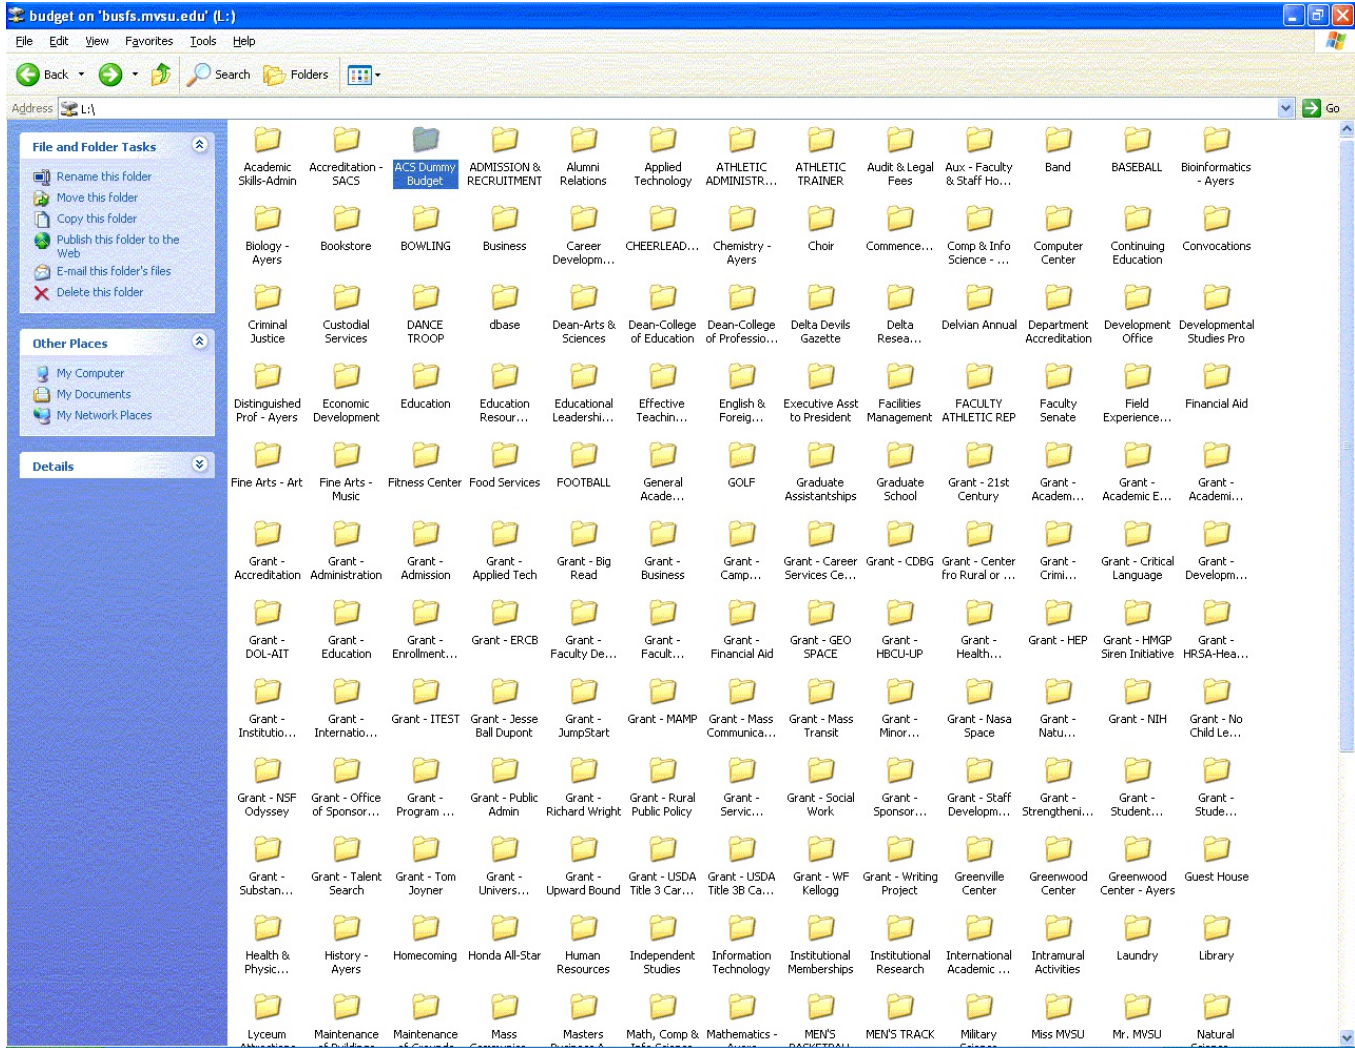 budget on 'busfs.mvsu.edu' (L:)
File Edit View Favorites Tools Help
Back Search Folders
Address L:\ Go
File and Folder Tasks
Rename this folder
Move this folder
Copy this folder
Publish this folder to the
Web
E-mail this folder's files
Delete this folder
Other Places
My Computer
My Documents
My Network Places
Details
Academic Accreditation - ACS Dummy ADMISSION & Alumni Applied ATHLETIC ATHLETIC Audit & Legal Aux - Faculty Band BASEBALL Bioinformatics
Skills-Admin SACS Budget RECRUITMENT Relations Technology ADMINISTR... TRAINER Fees & Staff Ho... - Ayers
Biology - Bookstore BOWLING Business Career CHEERLEAD... Chemistry - Choir Commence... Comp & Info Computer Continuing Convocations
Ayers Developm... Ayers Science - ... Center Education
Criminal Custodial DANCE dbase Dean-Arts & Dean-College Dean-College Delta Devils Delta Delvian Annual Department Development Developmental
Justice Services TROOP Sciences of Education of Professio... Gazette Resea... Accreditation Office Studies Pro
Distinguished Economic Education Education Educational Effective English & Executive Asst Facilities FACULTY Faculty Field Financial Aid
Prof - Ayers Development Resour... Leadershi... Teachin... Foreig... to President Management ATHLETIC REP Senate Experience...
Fine Arts - Art Fine Arts - Fitness Center Food Services FOOTBALL General GOLF Graduate Graduate Grant - 21st Grant - Grant - Grant -
Music Acade... Assistantships School Century Academ... Academic E... Academi...
Grant - Grant - Grant - Grant - Grant - Big Grant - Grant - Grant - Career Grant - CDBG Grant - Center Grant - Grant - Critical Grant -
Accreditation Administration Admission Applied Tech Read Business Camp... Services Ce... fro Rural or ... Crimi... Language Developm...
Grant - Grant - Grant - Grant - ERCB Grant - Grant - Grant - Grant - GEO Grant - Grant - Grant - HEP Grant - HMGP Grant -
DOL-AIT Education Enrollment... Faculty De... Facult... Financial Aid SPACE HBCU-UP Health... Siren Initiative HRSA-Hea...
Grant - Grant - Grant - ITEST Grant - Jesse Grant - Grant - MAMP Grant - Mass Grant - Mass Grant - Grant - Nasa Grant - Grant - NIH Grant - No
Institutio... Internatio... Ball Dupont JumpStart Communica... Transit Minor... Space Natu... Child Le...
Grant - NSF Grant - Office Grant - Grant - Public Grant - Grant - Rural Grant - Grant - Social Grant - Grant - Staff Grant - Grant - Grant -
Odyssey of Sponsor... Program ... Admin Richard Wright Public Policy Servic... Work Sponsor... Developm... Strengtheni... Student... Stude...
Grant - Grant - Talent Grant - Tom Grant - Grant - Grant - USDA Grant - USDA Grant - WF Grant - Writing Greenville Greenwood Greenwood Guest House
Substan... Search Joyner Univers... Upward Bound Title 3 Car... Title 3B Ca... Kellogg Project Center Center Center - Ayers
Health & History - Homecoming Honda All-Star Human Independent Information Institutional Institutional International Intramural Laundry Library
Physic... Ayers Resources Studies Technology Memberships Research Academic ... Activities
Lyceum Maintenance Maintenance Mass Masters Math, Comp & Mathematics - MEN'S MEN'S TRACK Military Miss MVSU Mr. MVSU Natural